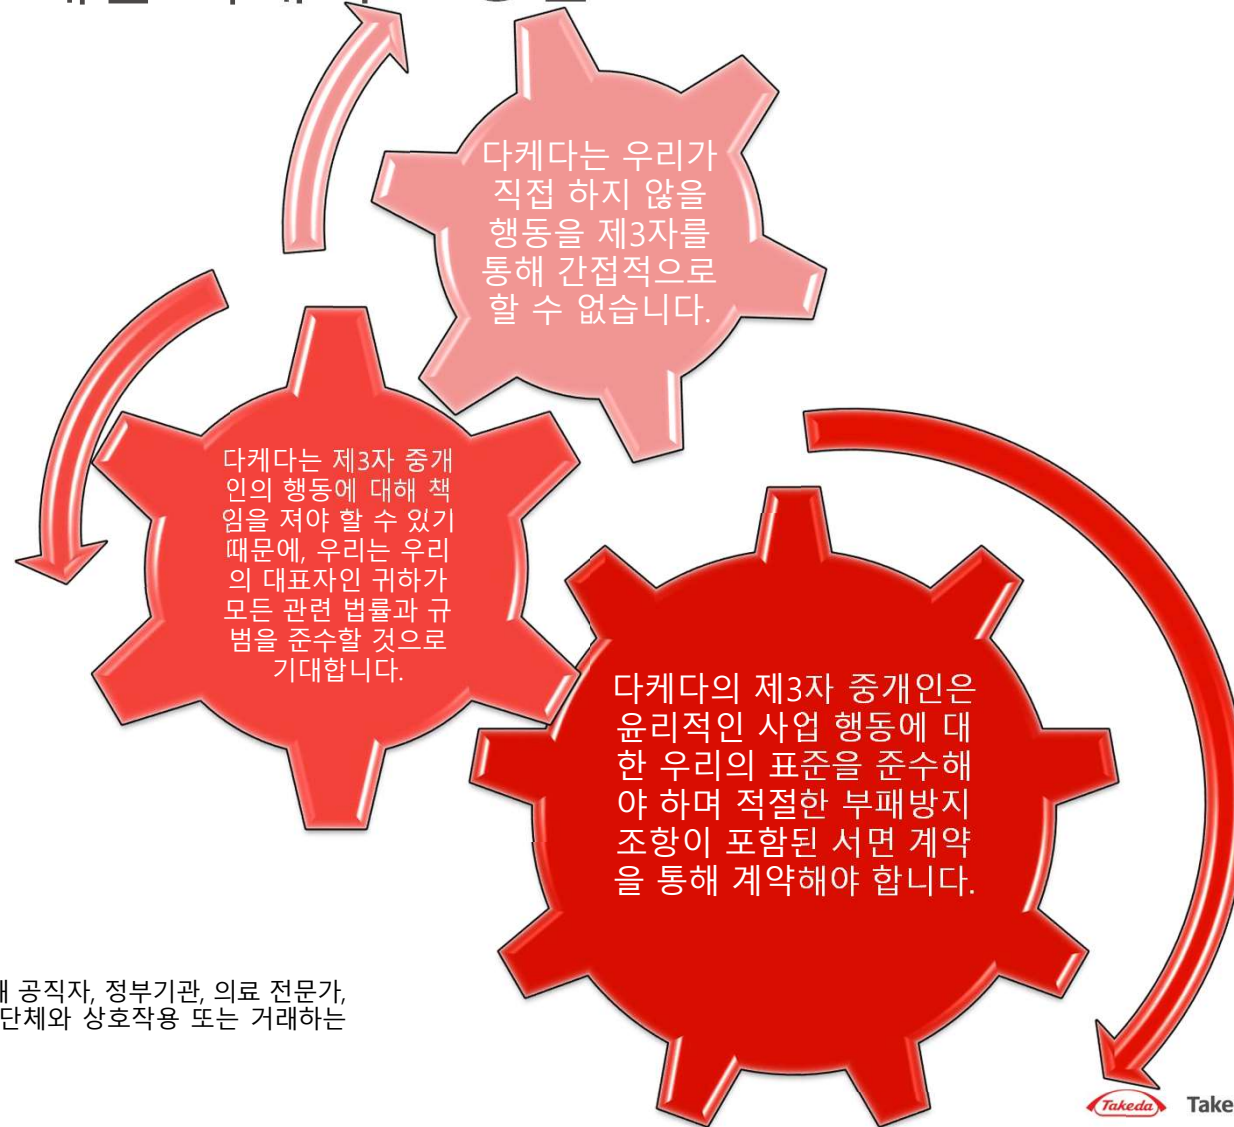 다케다는 우리가
직접 하지 않을
행동을 제3자를
통해 간접적으로
할 수 없습니다.
다케다는 제3자 중개
인의 행동에 대해 책
임을 져야 할 수 있기
때문에, 우리는 우리
의 대표자인 귀하가
모든 관련 법률과 규
범을 준수할 것으로
기대합니다.
다케다의 제3자 중개인은
윤리적인 사업 행동에 대
한 우리의 표준을 준수해
야 하며 적절한 부패방지
조항이 포함된 서면 계약
을 통해 계약해야 합니다.
공직자, 정부기관, 의료 전문가,
단체와 상호작용 또는 거래하는
Takeda Take